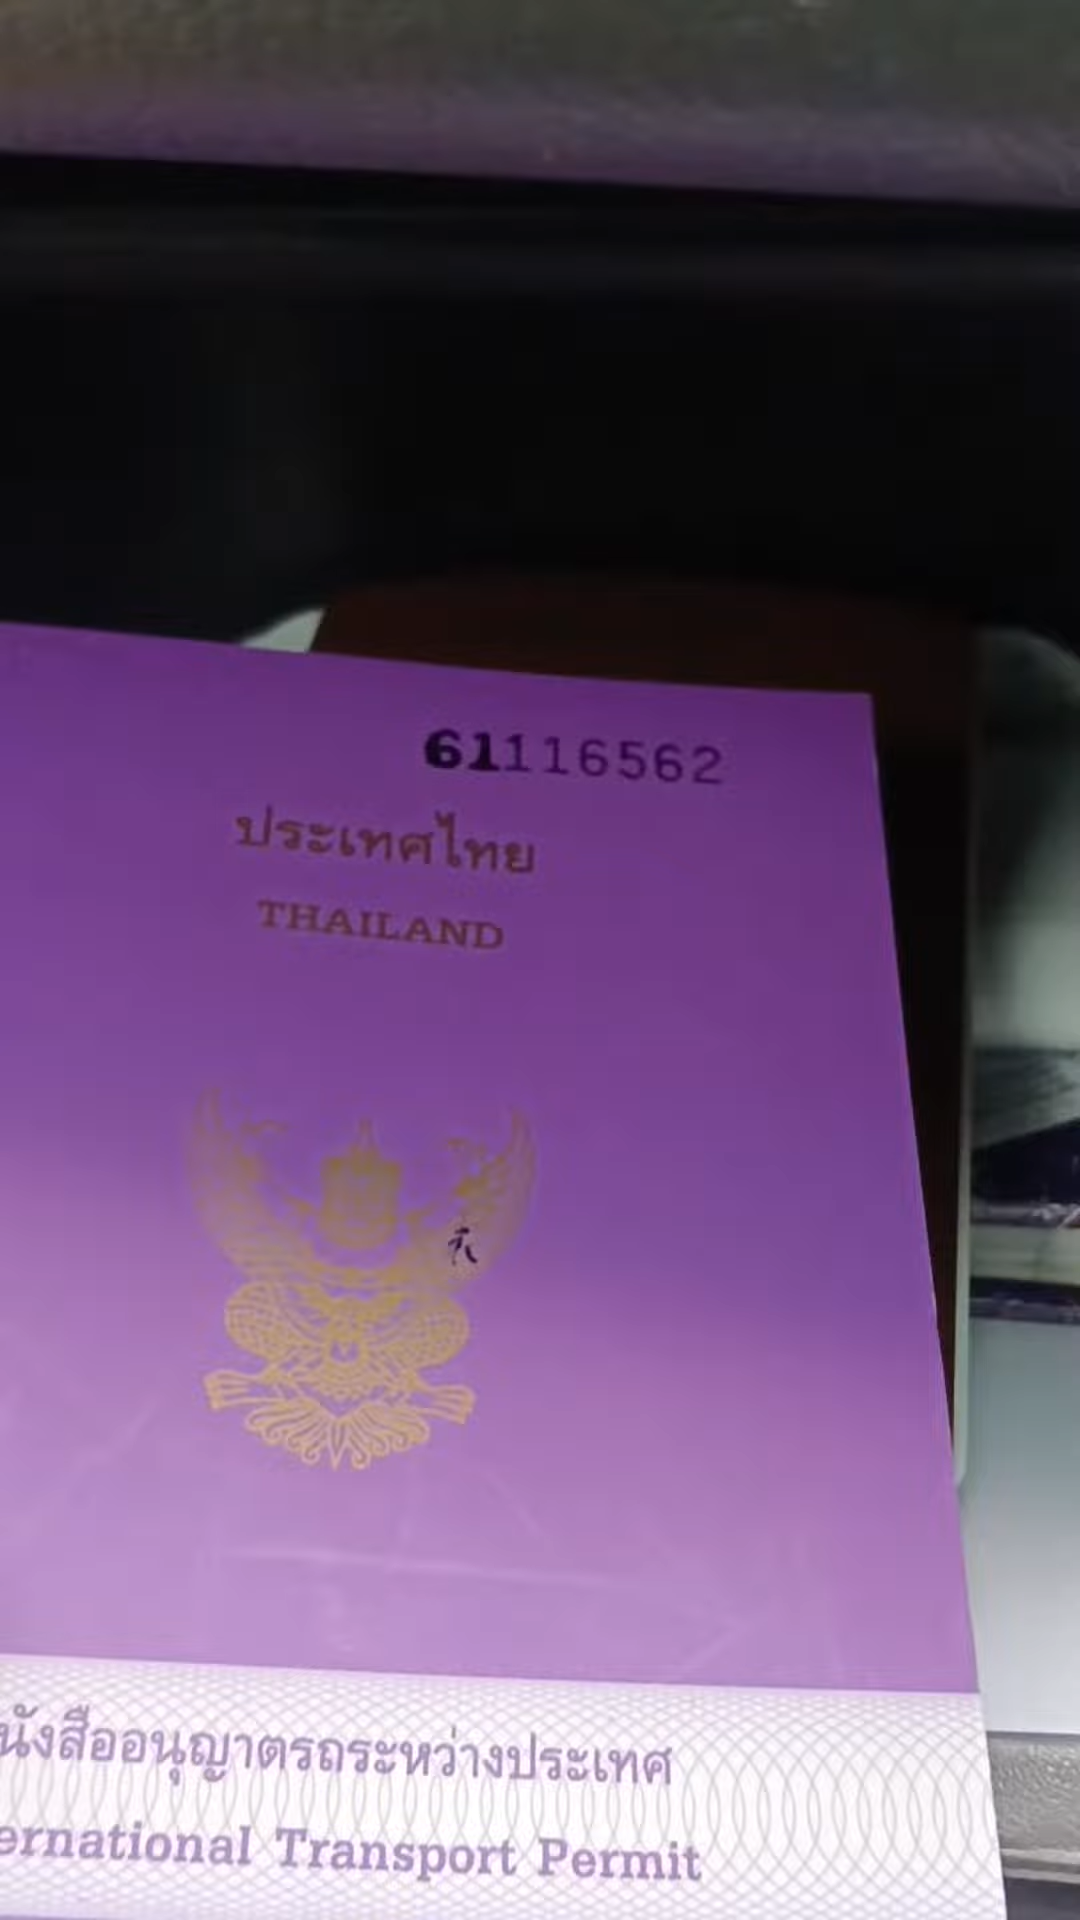 61116562
ประเทศไทย
THAILAND
นังสืออนุญาตรถระหว่างประเทศ
ernational Transport Permit